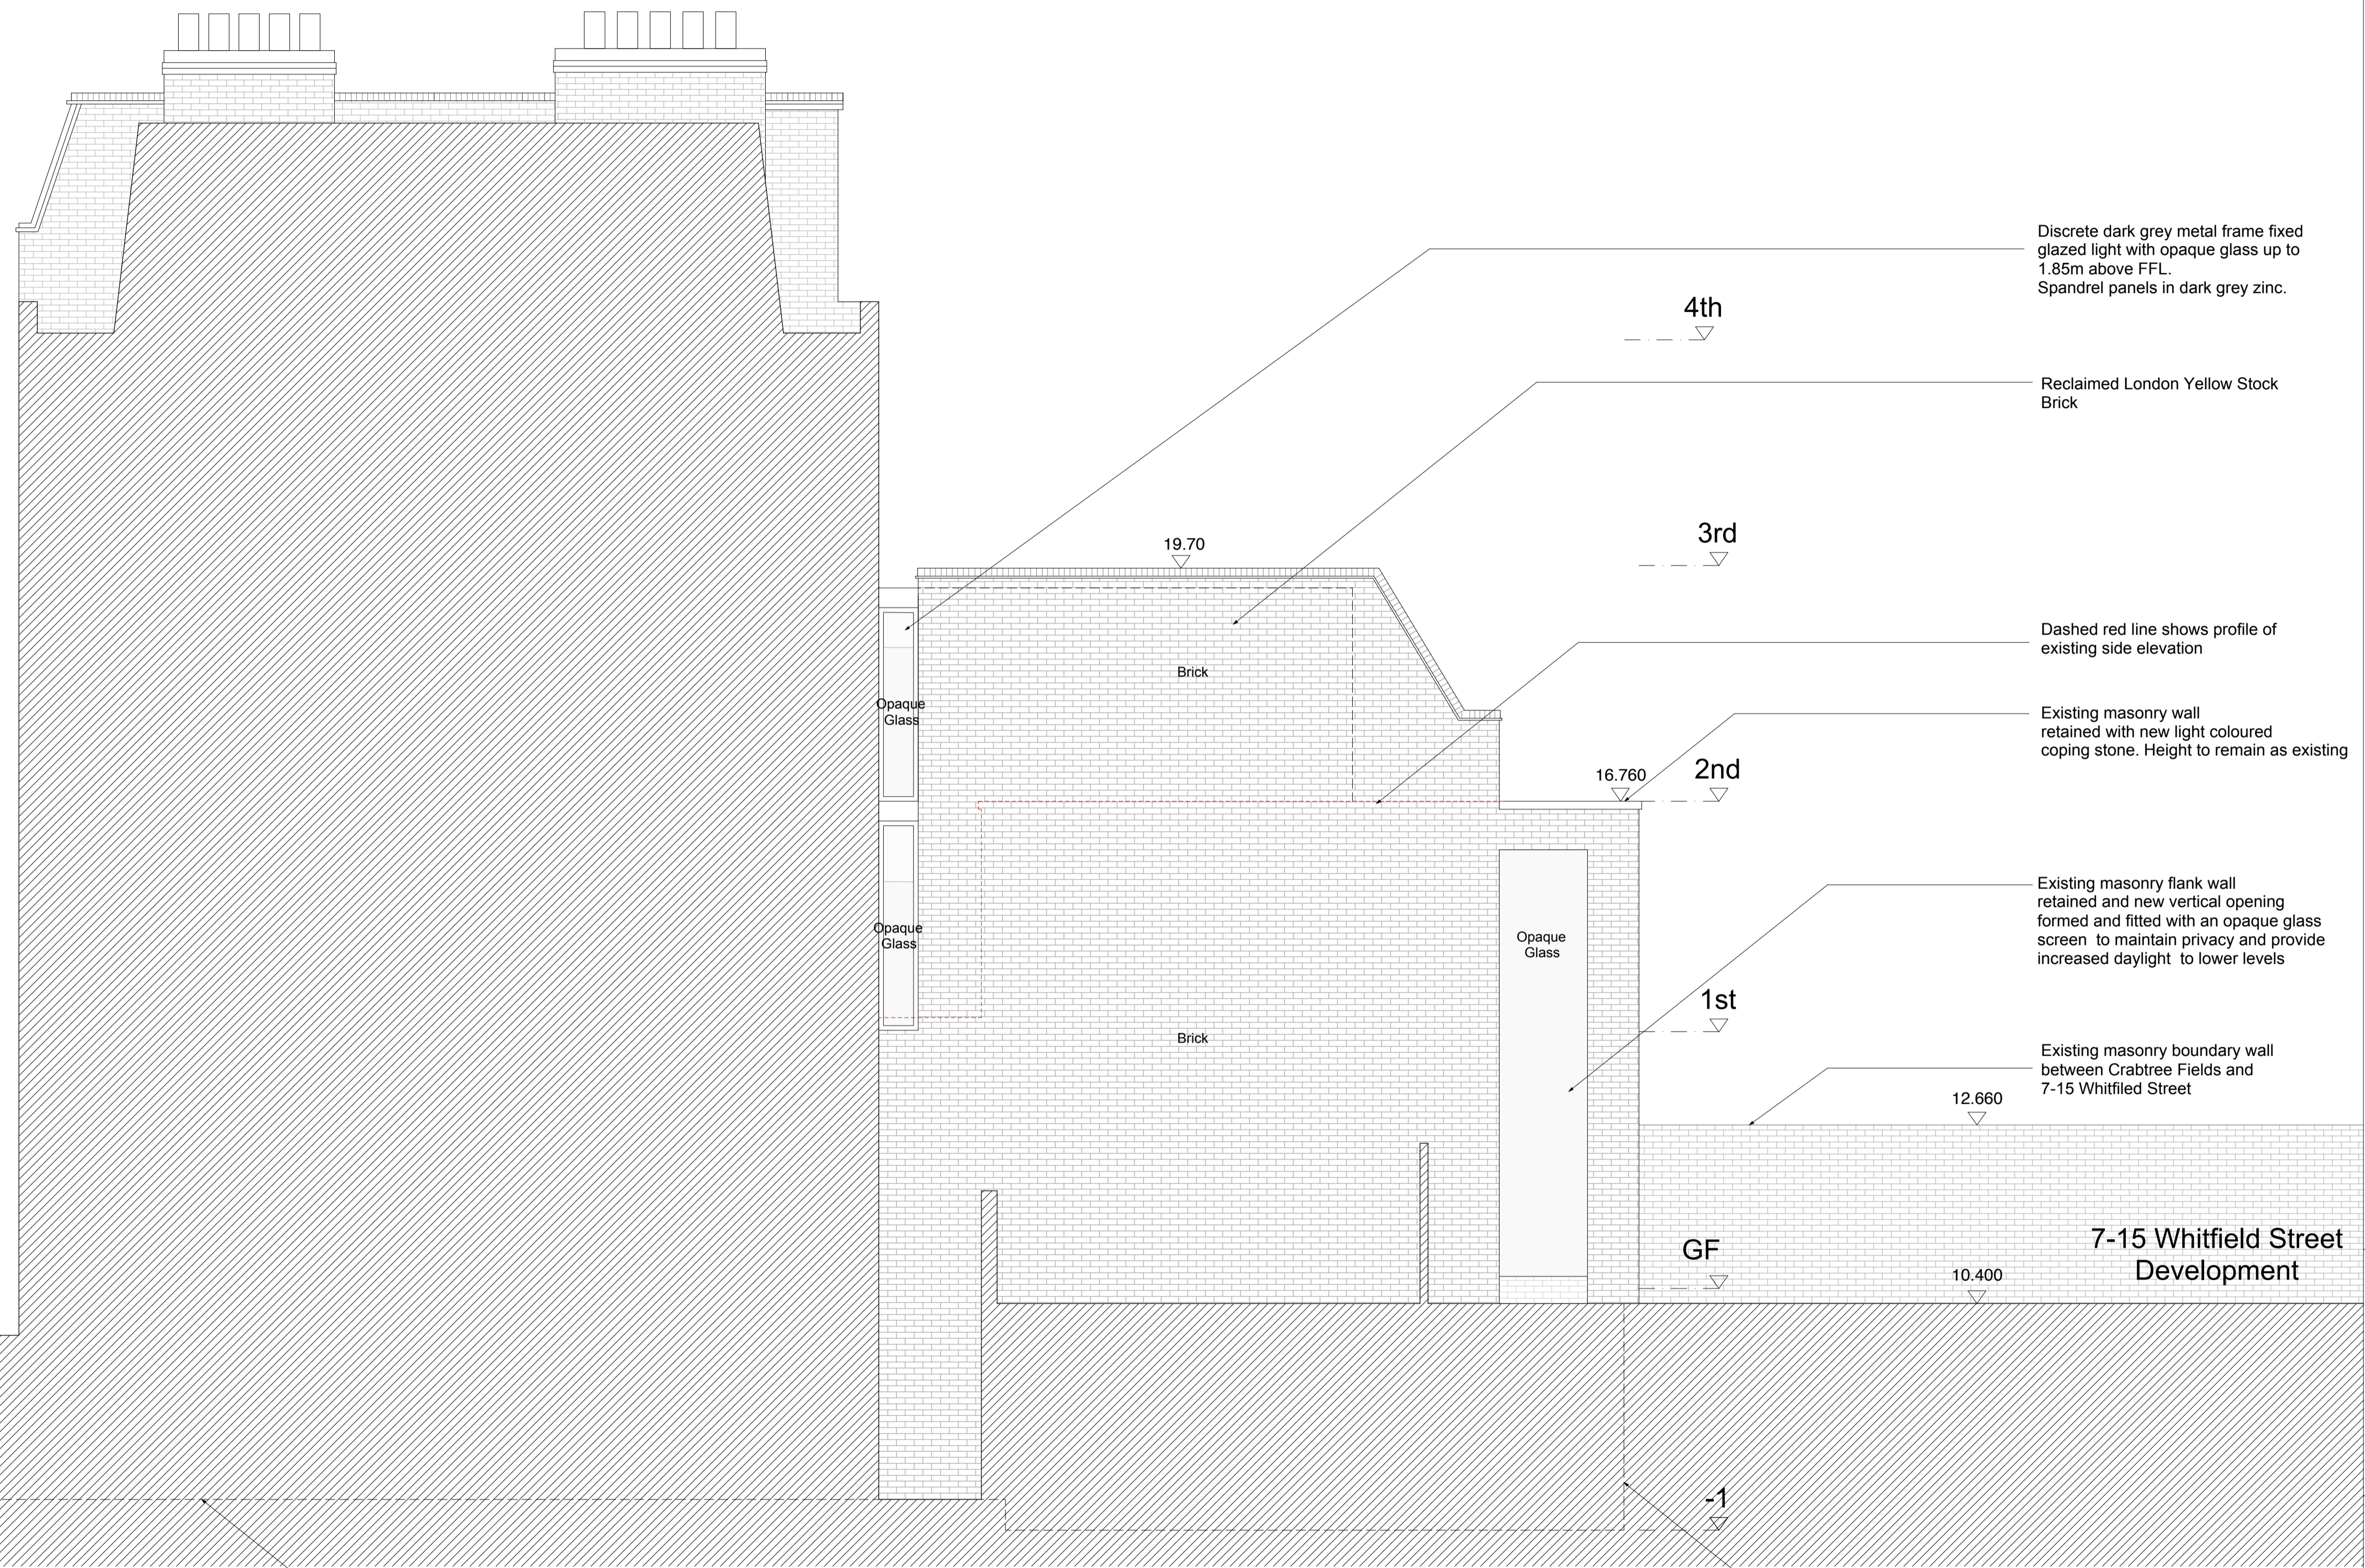 Discrete dark grey metal frame fixed
glazed light with opaque glass up to
1.85m above FFL.
Spandrel panels in dark grey zinc.
4th
Reclaimed London Yellow Stock
Brick
3rd
19.70
Dashed red line shows profile of
existing side elevation
Brick
Opaque
Glass
Existing masonry wall
retained with new light coloured
coping stone. Height to remain as existing
2nd
16.760
Existing masonry flank wall
retained and new vertical opening
formed and fitted with an opaque glass
screen to maintain privacy and provide
increased daylight to lower levels
Opaque
Glass
Opaque
Glass
1st
Brick
Existing masonry boundary wall
between Crabtree Fields and
7-15 Whitfiled Street
12.660
GF
7-15 Whitfield Street
Development
10.400
-1